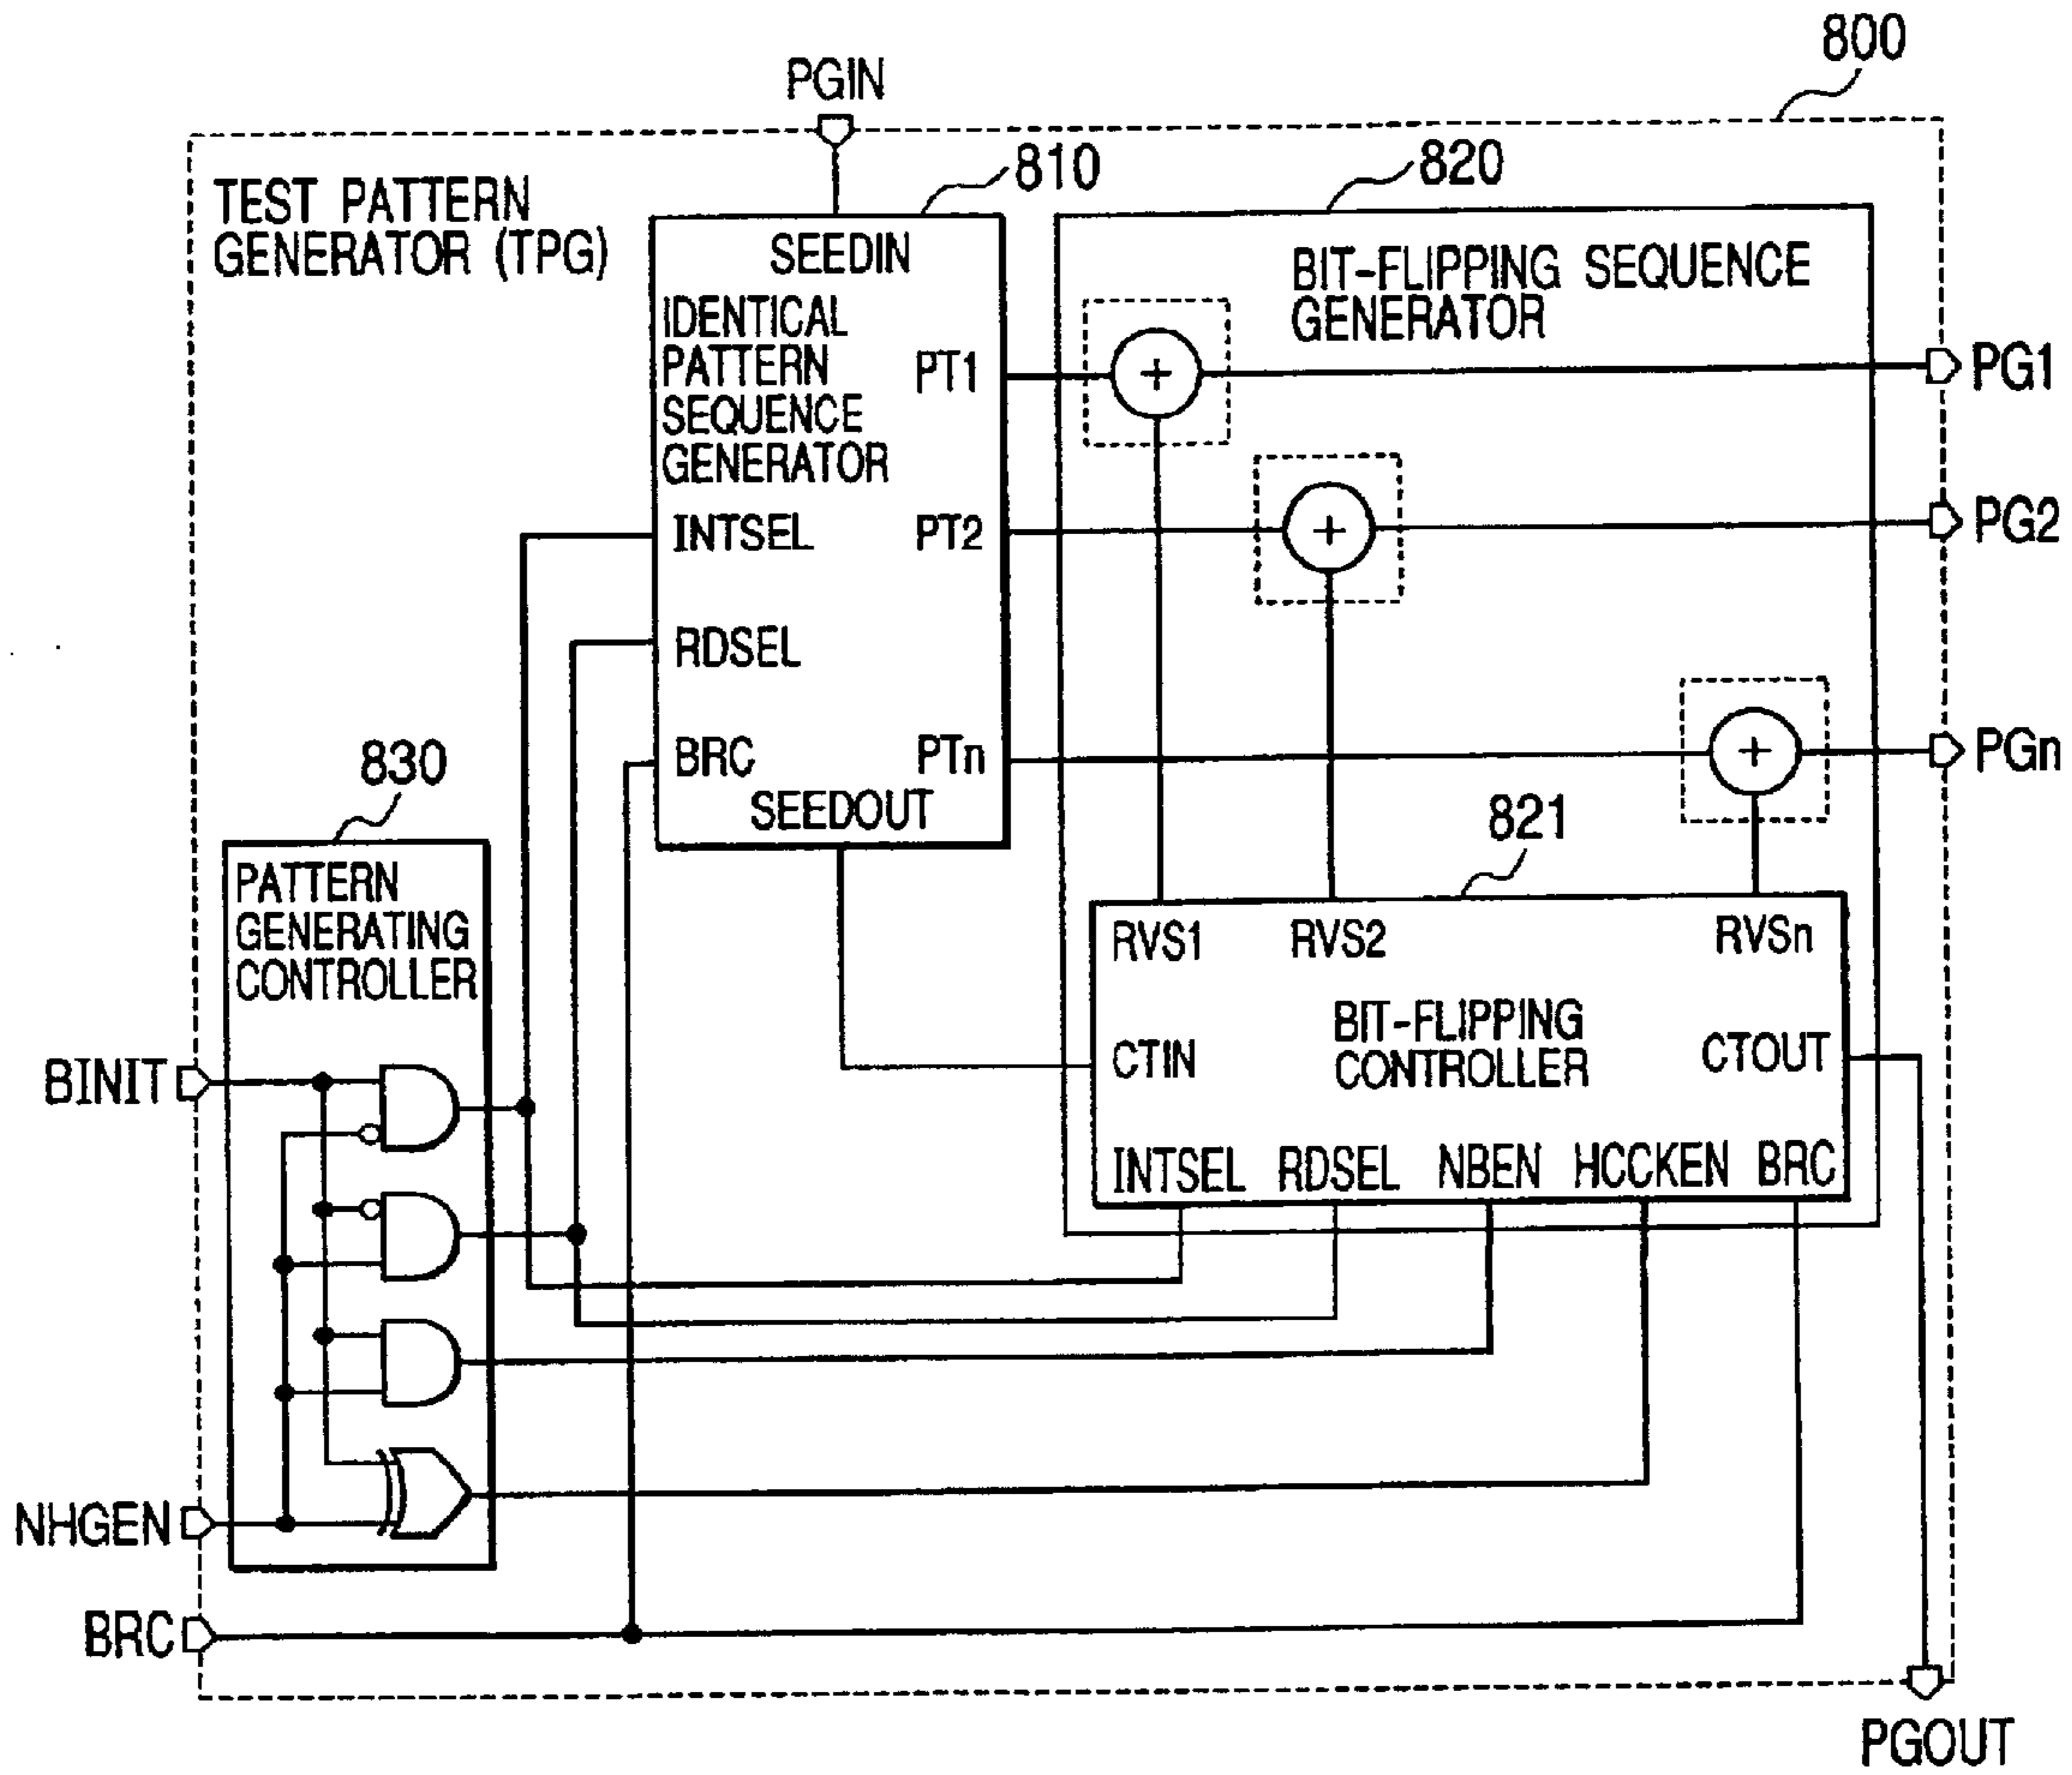 800
PGIN
810
820
TEST PATTERN
GENERATOR (TPG)
SEEDIN
IDENTICAL
PATTERN
SEQUENCE
GENERATOR
PT1
INTSEL
PT2
RDSEL
BRC
PTn
SEEDOUT
BIT-FLIPPING SEQUENCE
GENERATOR
+
+
+
PG1
PG2
PGn
830
821
PATTERN
GENERATING
CONTROLLER
RVS1
RVS2
RVSn
CTIN
BIT-FLIPPING
CONTROLLER
CTOUT
INTSEL
RDSEL
NBEN
HCCKEN
BRC
BINIT
NHGEN
BRC
PGOUT